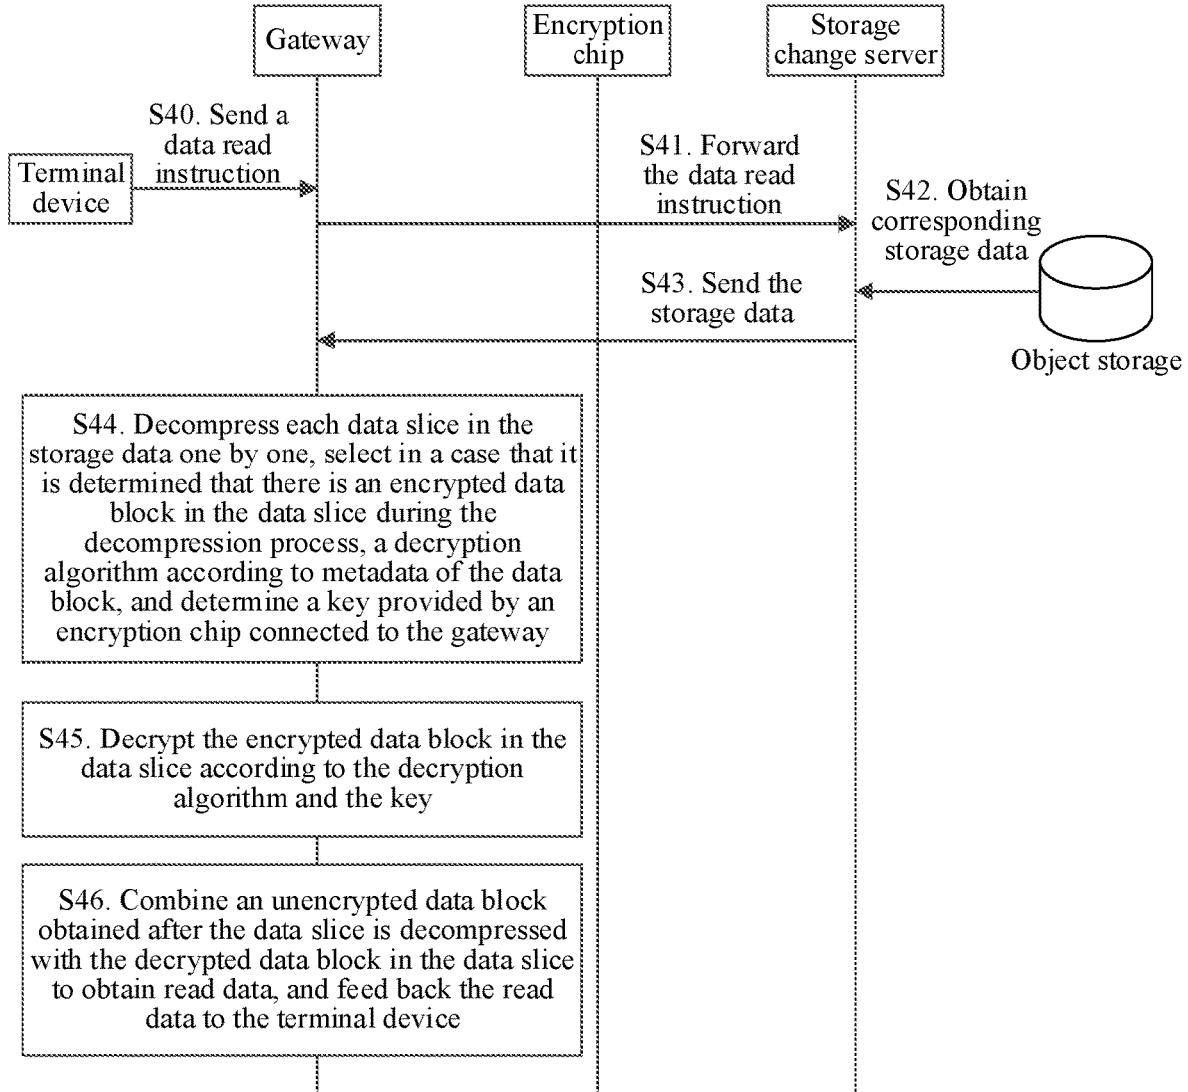 Gateway
Encryption
chip
Storage
change server
S40. Send a
data read
instruction
Terminal
device
S41. Forward
the data read
instruction
S42. Obtain
corresponding
storage data
S43. Send the
storage data
Object storage
S44. Decompress each data slice in the
storage data one by one, select in a case that it
is determined that there is an encrypted data
block in the data slice during the
decompression process, a decryption
algorithm according to metadata of the data
block, and determine a key provided by an
encryption chip connected to the gateway
S45. Decrypt the encrypted data block in the
data slice according to the decryption
algorithm and the key
S46. Combine an unencrypted data block
obtained after the data slice is decompressed
with the decrypted data block in the data slice
to obtain read data, and feed back the read
data to the terminal device